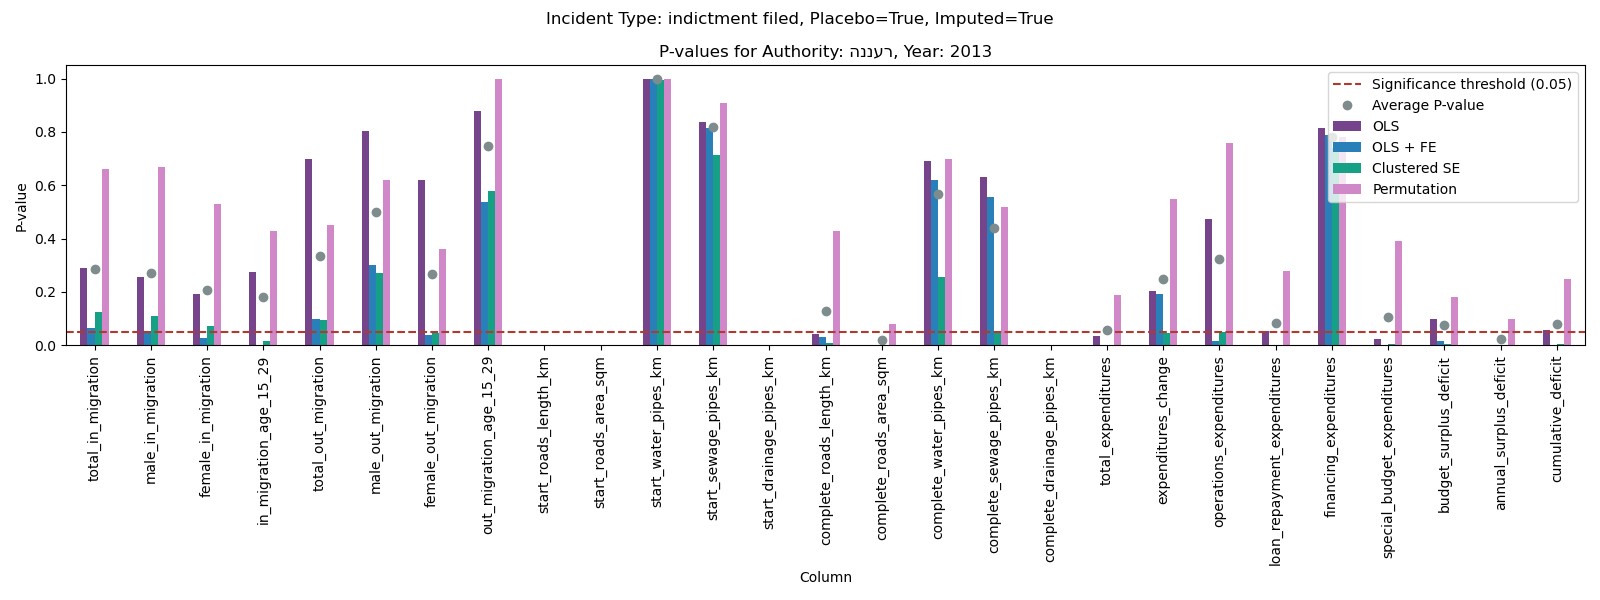 Incident Type: indictment filed, Placebo=True, Imputed=True
P-values for Authority: רעננה, Year: 2013
P-value
1.0
0.8
0.6
0.4
0.2
0.0
Significance threshold (0.05)
Average P-value
OLS
OLS + FE
Clustered SE
Permutation
total_in_migration
male_in_migration
female_in_migration
in_migration_age_15_29
total_out_migration
male_out_migration
female_out_migration
out_migration_age_15_29
start_roads_length_km
start_roads_area_sqm
start_water_pipes_km
start_sewage_pipes_km
start_drainage_pipes_km
complete_roads_length_km
complete_roads_area_sqm
complete_water_pipes_km
complete_sewage_pipes_km
complete_drainage_pipes_km
total_expenditures
expenditures_change
operations_expenditures
loan_repayment_expenditures
financing_expenditures
special_budget_expenditures
budget_surplus_deficit
annual_surplus_deficit
cumulative_deficit
Column